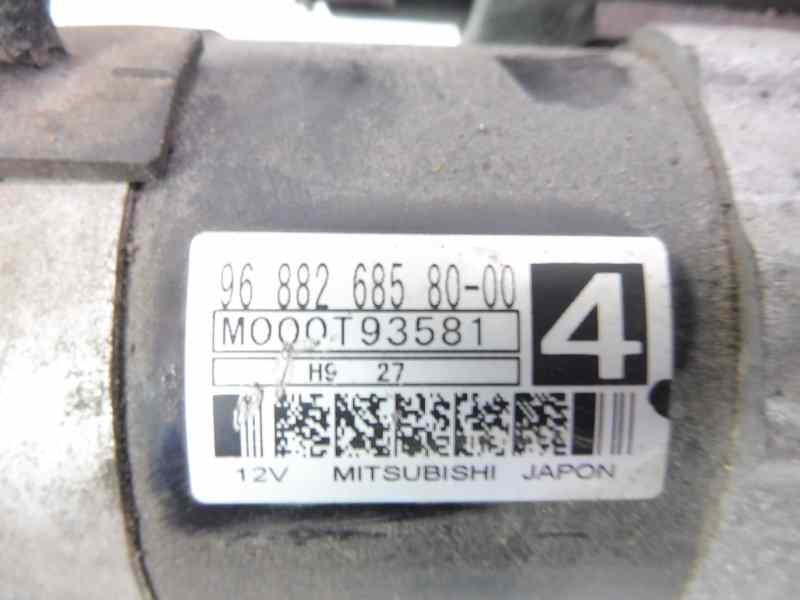 96 882 685 80-00
M000T93581
4
H9 27
12V MITSUBISHI JAPON